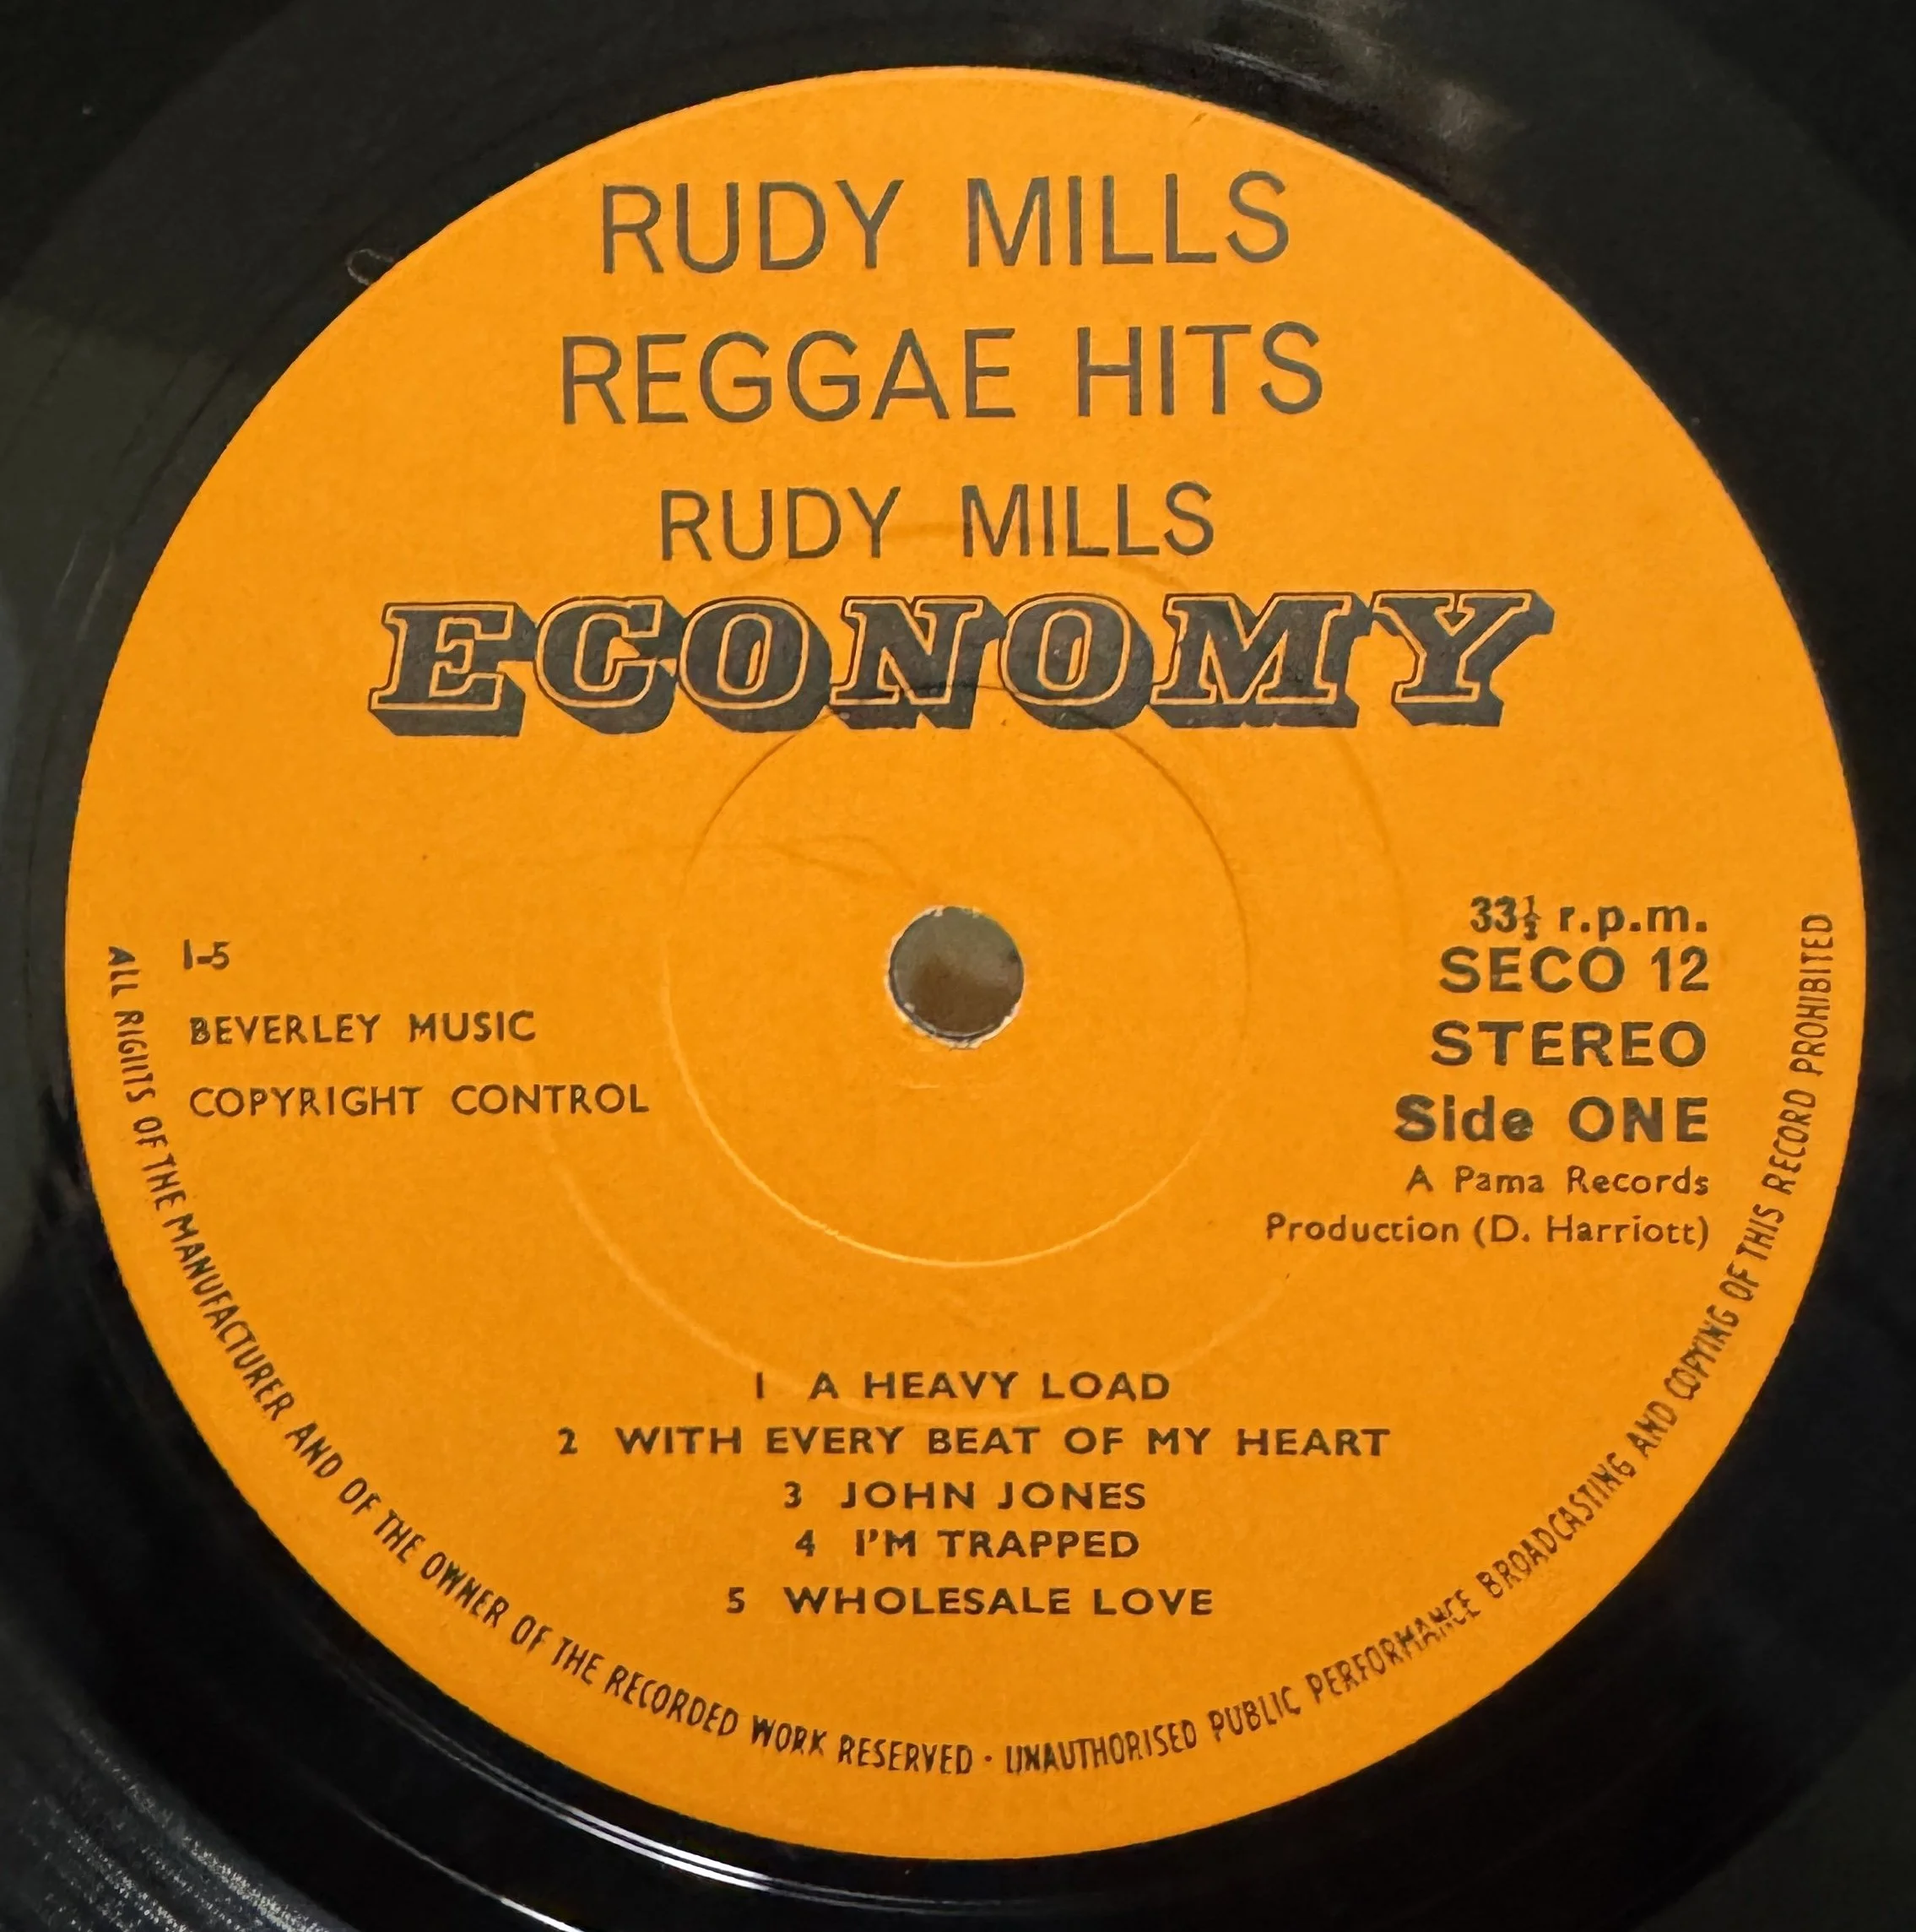 RUDY MILLS
REGGAE HITS
RUDY MILLS
ECONOMY
1-5
BEVERLEY MUSIC
COPYRIGHT CONTROL
33⅓ r.p.m.
SECO 12
STEREO
Side ONE
A Pama Records
Production (D. Harriott)
1 A HEAVY LOAD
2 WITH EVERY BEAT OF MY HEART
3 JOHN JONES
4 I'M TRAPPED
5 WHOLESALE LOVE
ALL RIGHTS OF THE MANUFACTURER AND OF THE OWNER OF THE RECORDED WORK RESERVED · UNAUTHORISED PUBLIC PERFORMANCE BROADCASTING AND COPYING OF THIS RECORD PROHIBITED